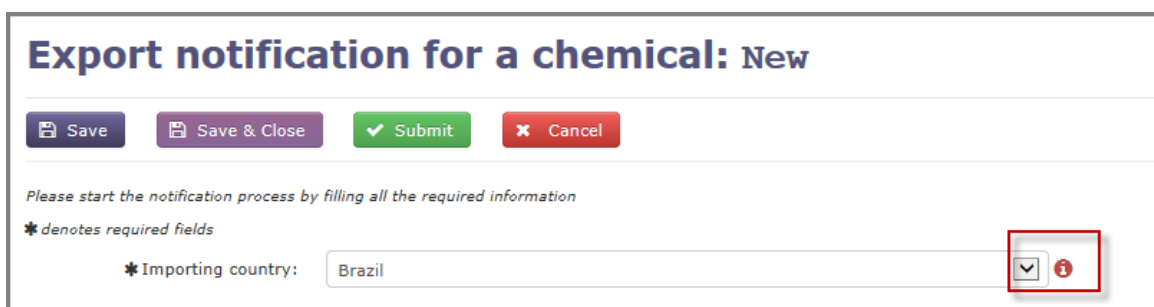 Export notification for a chemical: New
Save Save & Close Submit Cancel
Please start the notification process by filling all the required information
✱ denotes required fields
✱ Importing country: Brazil